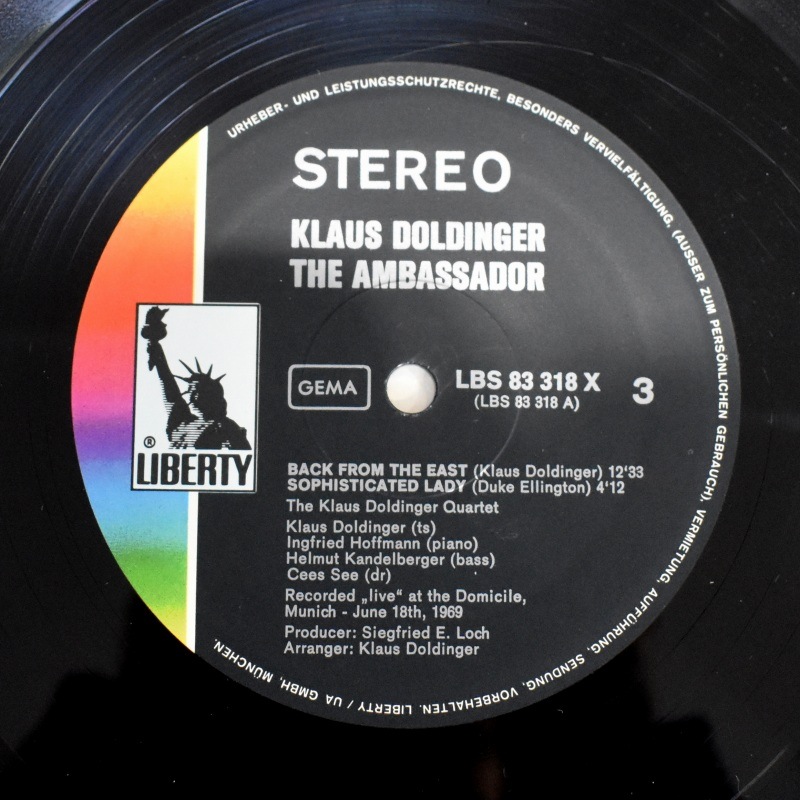 URHEBER- UND LEISTUNGSSCHUTZRECHTE, BESONDERS VERVIELFÄLTIGUNG, (AUSSER ZUM PERSÖNLICHEN GEBRAUCH), VERMIETUNG, AUFFÜHRUNG, SENDUNG, VORBEHALTEN. LIBERTY / UA GMBH, MÜNCHEN.
STEREO
KLAUS DOLDINGER
THE AMBASSADOR
GEMA
LBS 83 318 X
(LBS 83 318 A)
3
®
LIBERTY
BACK FROM THE EAST (Klaus Doldinger) 12'33
SOPHISTICATED LADY (Duke Ellington) 4'12
The Klaus Doldinger Quartet
Klaus Doldinger (ts)
Ingfried Hoffmann (piano)
Helmut Kandelberger (bass)
Cees See (dr)
Recorded „live“ at the Domicile,
Munich - June 18th, 1969
Producer: Siegfried E. Loch
Arranger: Klaus Doldinger